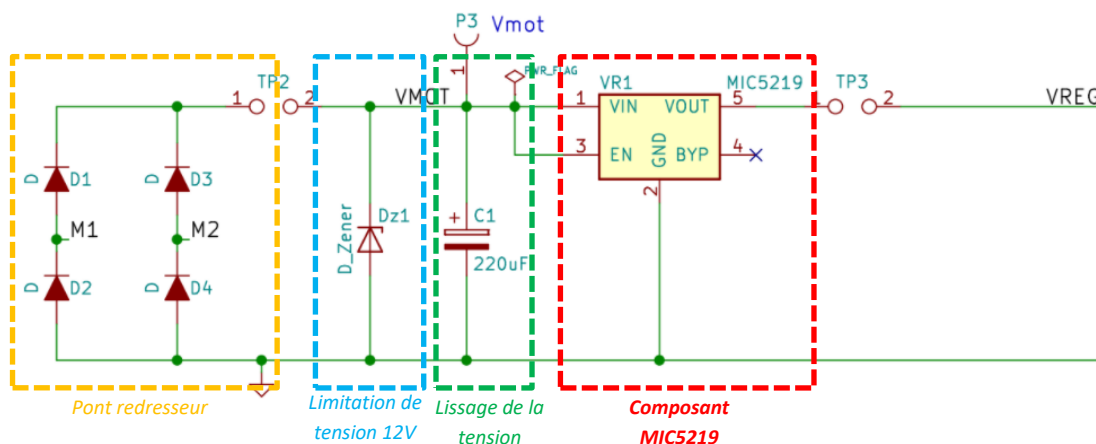 P3
Vmot
1
PWR_FLAG
TP2
1
2
VMOT
VR1
MIC5219
TP3
1
VIN
VOUT
5
1
2
VREG
3
EN
GND
BYP
4
2
D
D1
D
D3
M1
M2
D
D2
D
D4
D_Zener
Dz1
+
C1
220uF
Pont redresseur
Limitation de
tension 12V
Lissage de la
tension
Composant
MIC5219